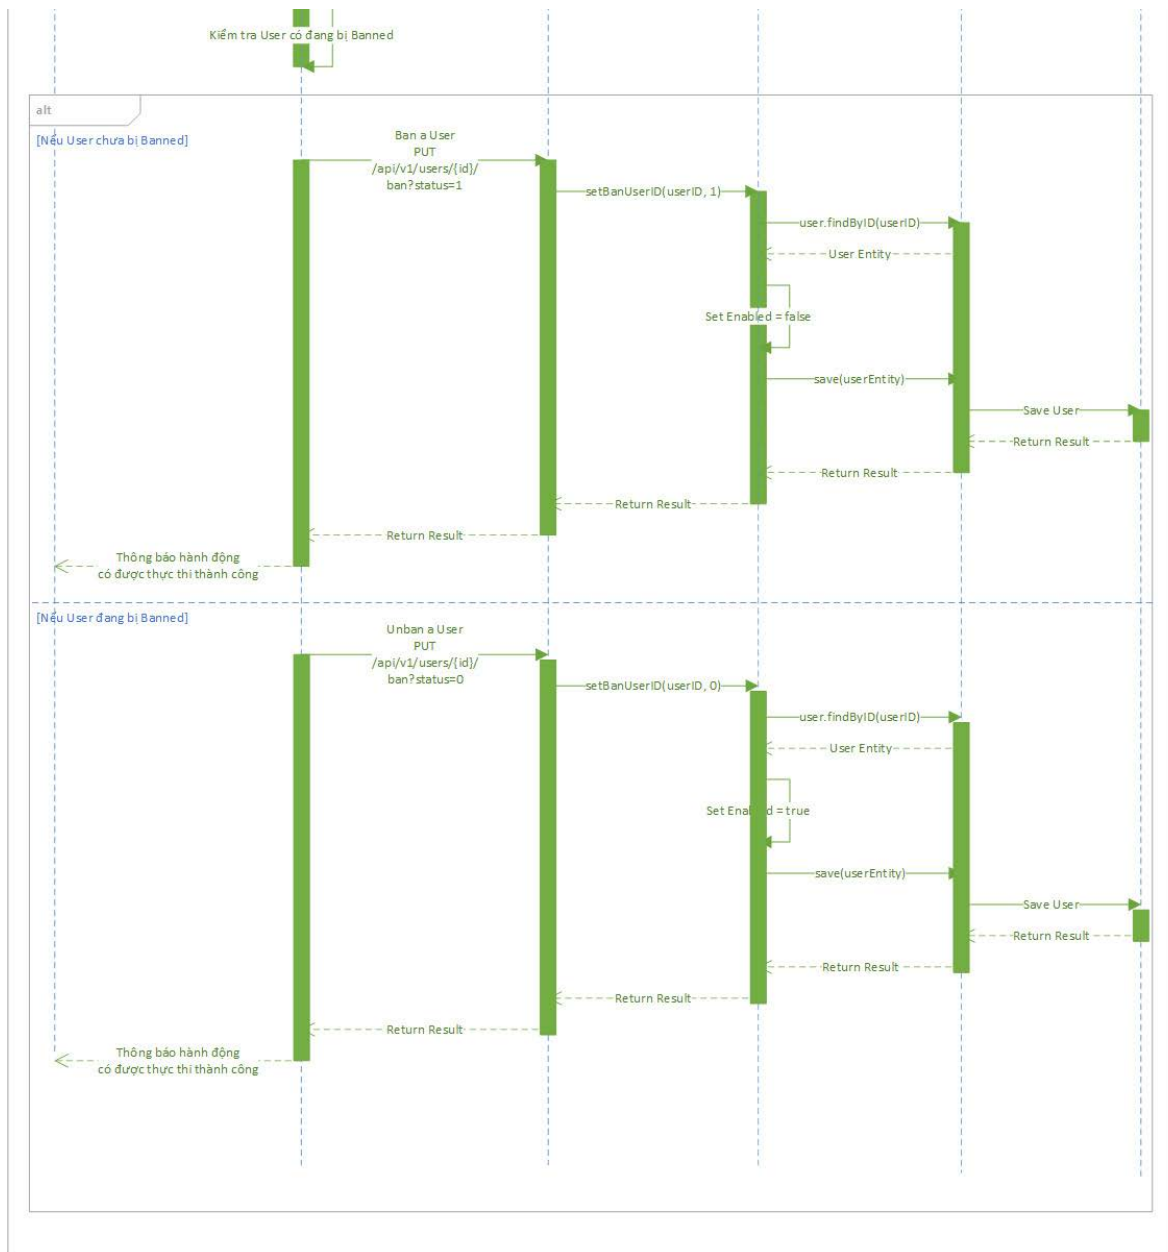 Kiểm tra User có đang bị Banned
alt
[Nếu User chưa bị Banned]
Ban a User
PUT
/api/v1/users/{id}/
ban?status=1
setBanUserID(userID, 1)
user.findByID(userID)
User Entity
Set Enabled = false
save(userEntity)
Save User
Return Result
Return Result
Return Result
Return Result
Thông báo hành động
có được thực thi thành công
[Nếu User đang bị Banned]
Unban a User
PUT
/api/v1/users/{id}/
ban?status=0
setBanUserID(userID, 0)
user.findByID(userID)
User Entity
Set Enabled = true
save(userEntity)
Save User
Return Result
Return Result
Return Result
Return Result
Thông báo hành động
có được thực thi thành công